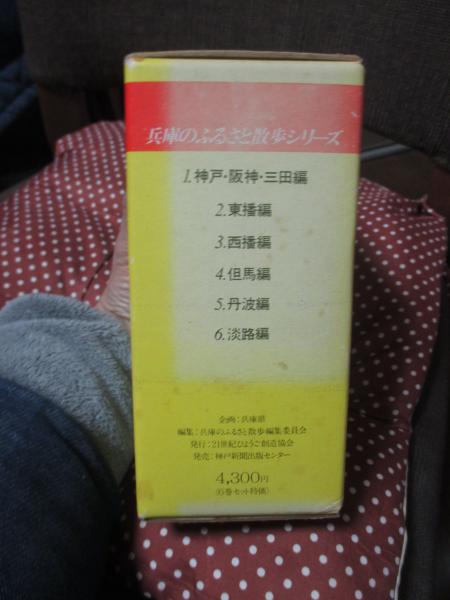 兵庫のふるさと散歩シリーズ
1.神戸・阪神・三田編
2.東播編
3.西播編
4.但馬編
5.丹波編
6.淡路編
企画:兵庫県
編集:兵庫のふるさと散歩編集委員会
発行:21世紀ひょうご創造協会
発売:神戸新聞出版センター
4,300円
(6巻セット特価)